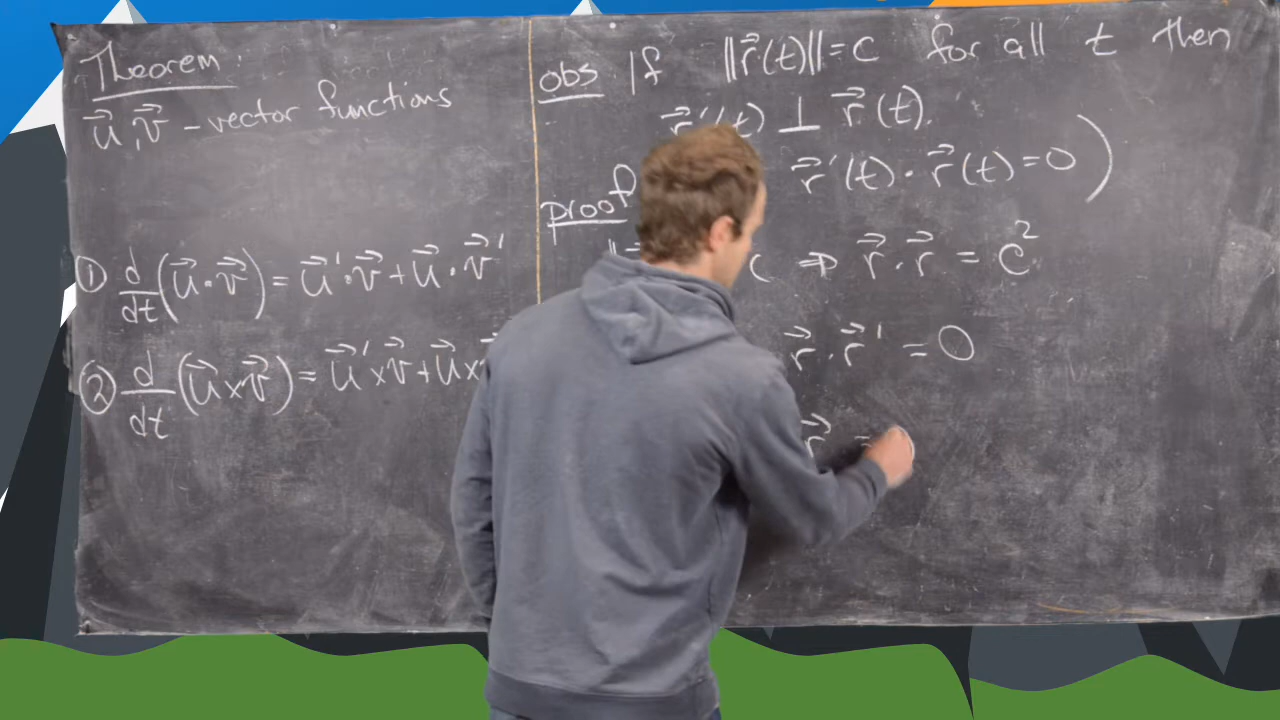 Theorem:
u⃗, v⃗ - vector functions
① d/dt (u⃗·v⃗) = u⃗'·v⃗ + u⃗·v⃗'
② d/dt (u⃗×v⃗) = u⃗'×v⃗ + u⃗×
obs If ||r⃗(t)|| = c for all t then
r⃗'(t) ⊥ r⃗(t).
r⃗'(t)·r⃗(t) = 0 )
proof
c ⇒ r⃗·r⃗ = c²
r⃗·r⃗' = 0
r⃗ =